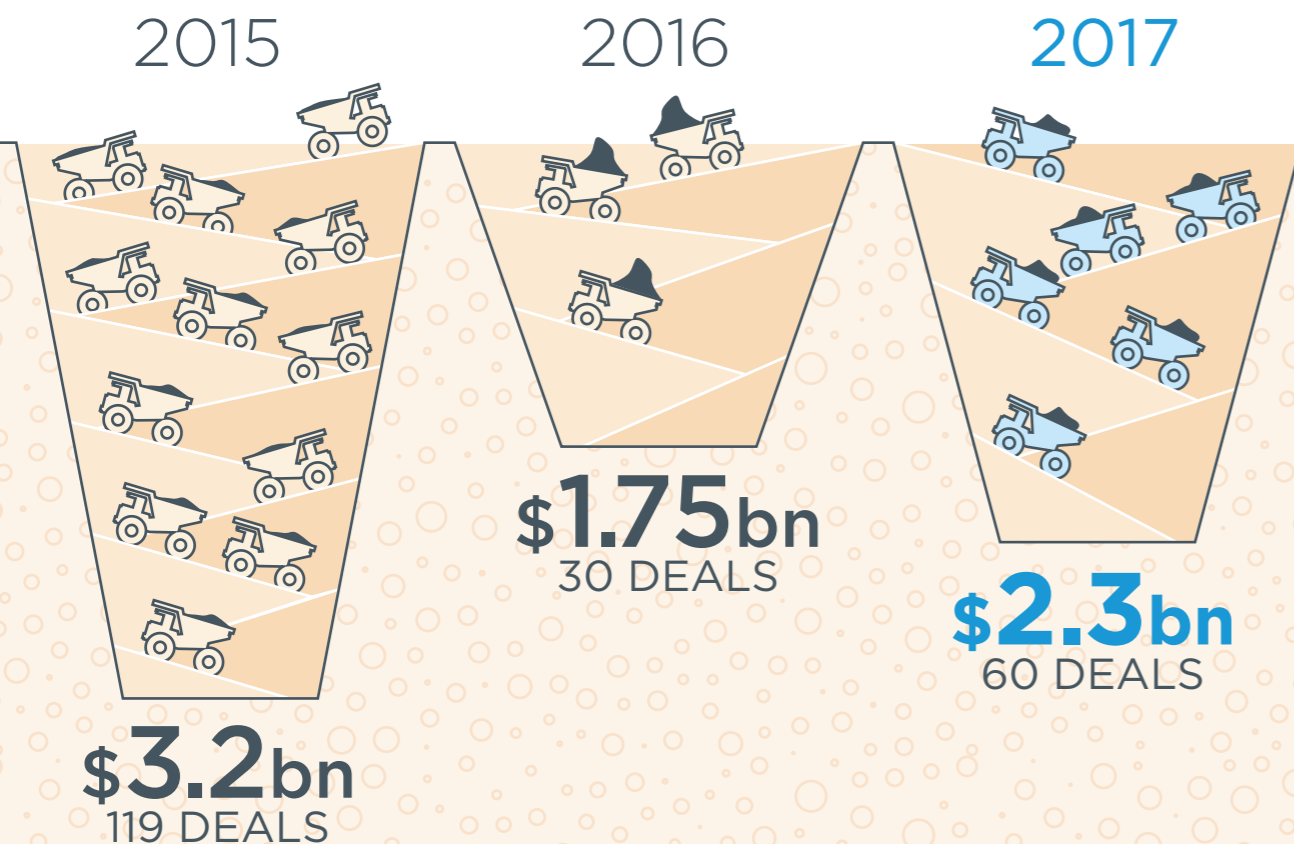 2015
$3.2bn
119 DEALS
2016
$1.75bn
30 DEALS
2017
$2.3bn
60 DEALS